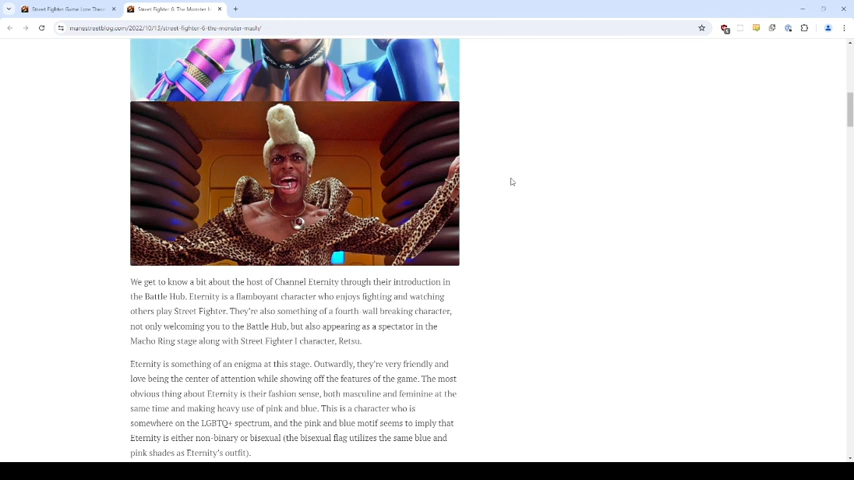 Street Fighter Game Lore Theor
Street Fighter 6: The Monster M
manastreetblog.com/2022/10/13/street-fighter-6-the-monster-mash/
We get to know a bit about the host of Channel Eternity through their introduction in
the Battle Hub. Eternity is a flamboyant character who enjoys fighting and watching
others play Street Fighter. They're also something of a fourth-wall breaking character,
not only welcoming you to the Battle Hub, but also appearing as a spectator in the
Macho Ring stage along with Street Fighter I character, Retsu.
Eternity is something of an enigma at this stage. Outwardly, they're very friendly and
love being the center of attention while showing off the features of the game. The most
obvious thing about Eternity is their fashion sense, both masculine and feminine at the
same time and making heavy use of pink and blue. This is a character who is
somewhere on the LGBTQ+ spectrum, and the pink and blue motif seems to imply that
Eternity is either non-binary or bisexual (the bisexual flag utilizes the same blue and
pink shades as Eternity's outfit).